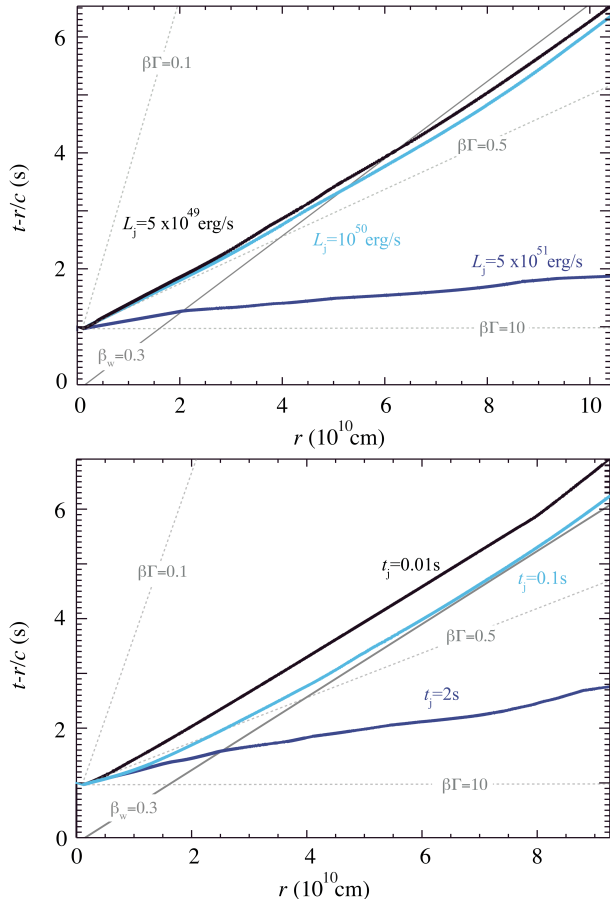 6
βΓ=0.1
4
βΓ=0.5
t-r/c (s)
L_j=5 x10^49 erg/s
L_j=10^50 erg/s
L_j=5 x10^51 erg/s
2
βΓ=10
β_w=0.3
0
0 2 4 6 8 10
r (10^10 cm)
6
t_j=0.01s
βΓ=0.1
t_j=0.1s
4
t-r/c (s)
βΓ=0.5
t_j=2s
2
βΓ=10
β_w=0.3
0
0 2 4 6 8
r (10^10 cm)